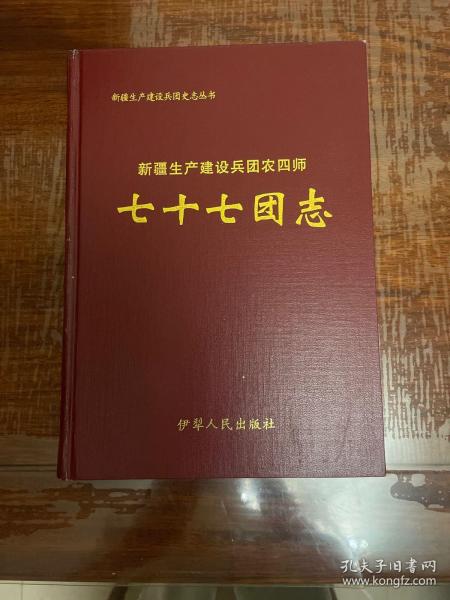 新疆生产建设兵团史志丛书
新疆生产建设兵团农四师
七十七团志
伊犁人民出版社
孔夫子旧书网
www.kongfz.com